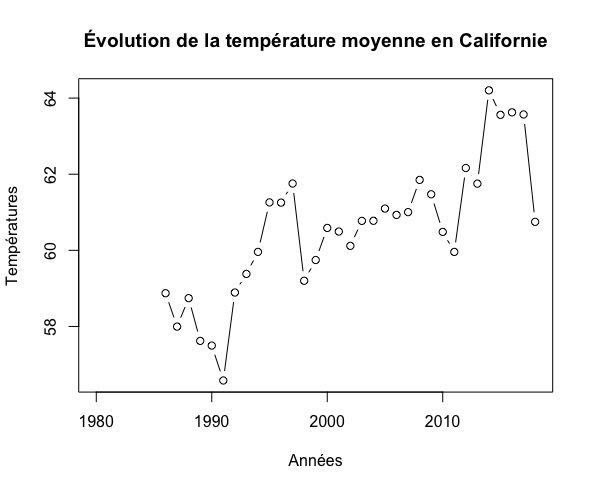 Évolution de la température moyenne en Californie
Températures
64
62
60
58
1980 1990 2000 2010
Années